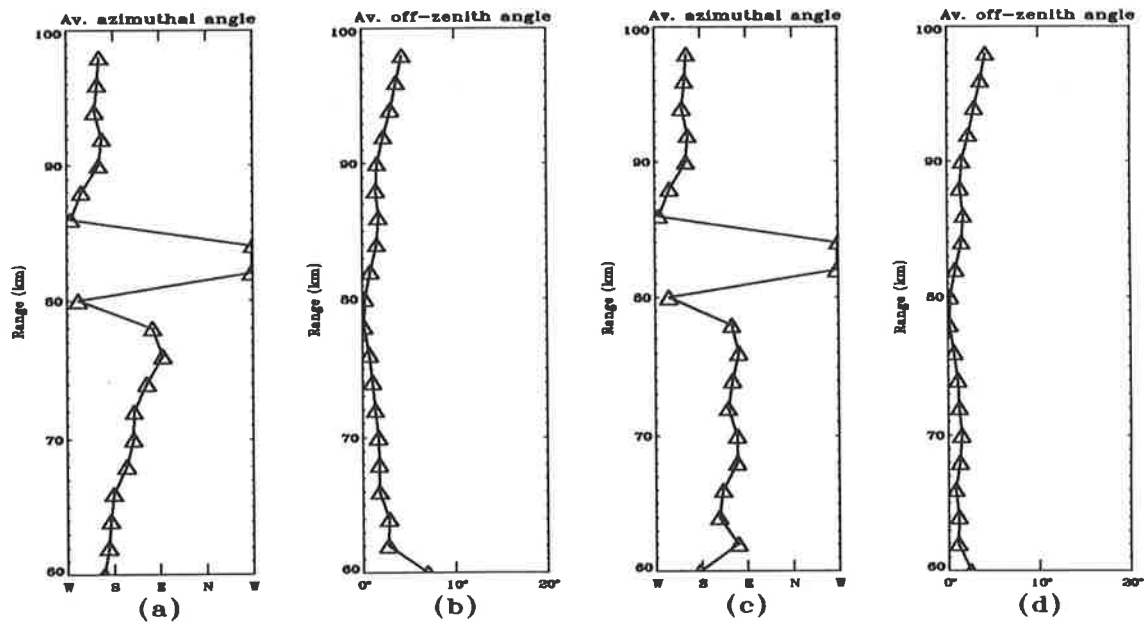 Av. azimuthal angle
Av. off-zenith angle
Av. azimuthal angle
Av. off-zenith angle
100
90
80
70
60
Range (km)
W S E N W
(a)
100
90
80
70
60
Range (km)
0° 10° 20°
(b)
100
90
80
70
60
Range (km)
W S E N W
(c)
100
90
80
70
60
Range (km)
0° 10° 20°
(d)